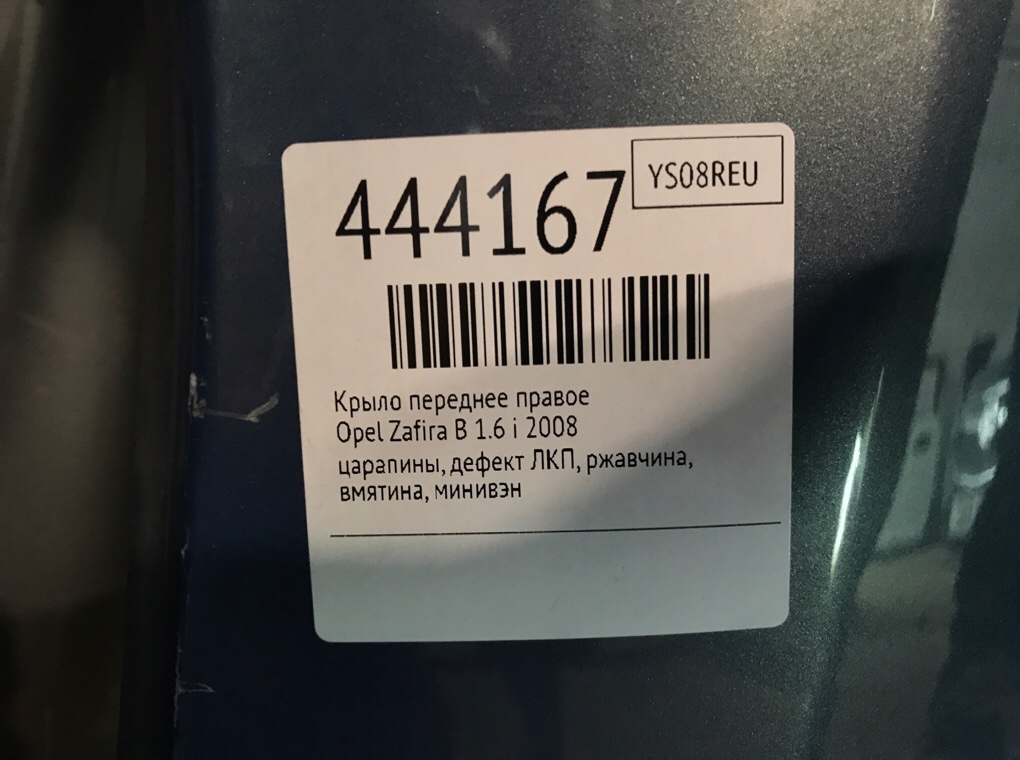 444167
YS08REU
Крыло переднее правое
Opel Zafira B 1.6 i 2008
царапины, дефект ЛКП, ржавчина,
вмятина, минивэн